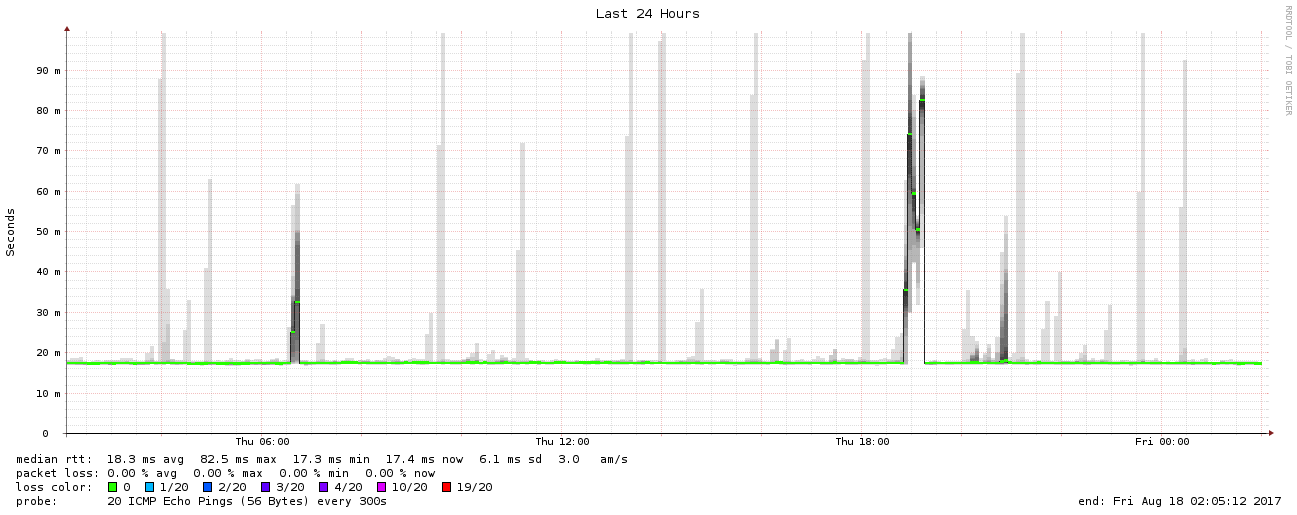 Last 24 Hours
RRDTOOL / TOBI OETIKER
Seconds
90 m
80 m
70 m
60 m
50 m
40 m
30 m
20 m
10 m
0
Thu 06:00 Thu 12:00 Thu 18:00 Fri 00:00
median rtt: 18.3 ms avg 82.5 ms max 17.3 ms min 17.4 ms now 6.1 ms sd 3.0 am/s
packet loss: 0.00 % avg 0.00 % max 0.00 % min 0.00 % now
loss color: 0 1/20 2/20 3/20 4/20 10/20 19/20
probe: 20 ICMP Echo Pings (56 Bytes) every 300s end: Fri Aug 18 02:05:12 2017